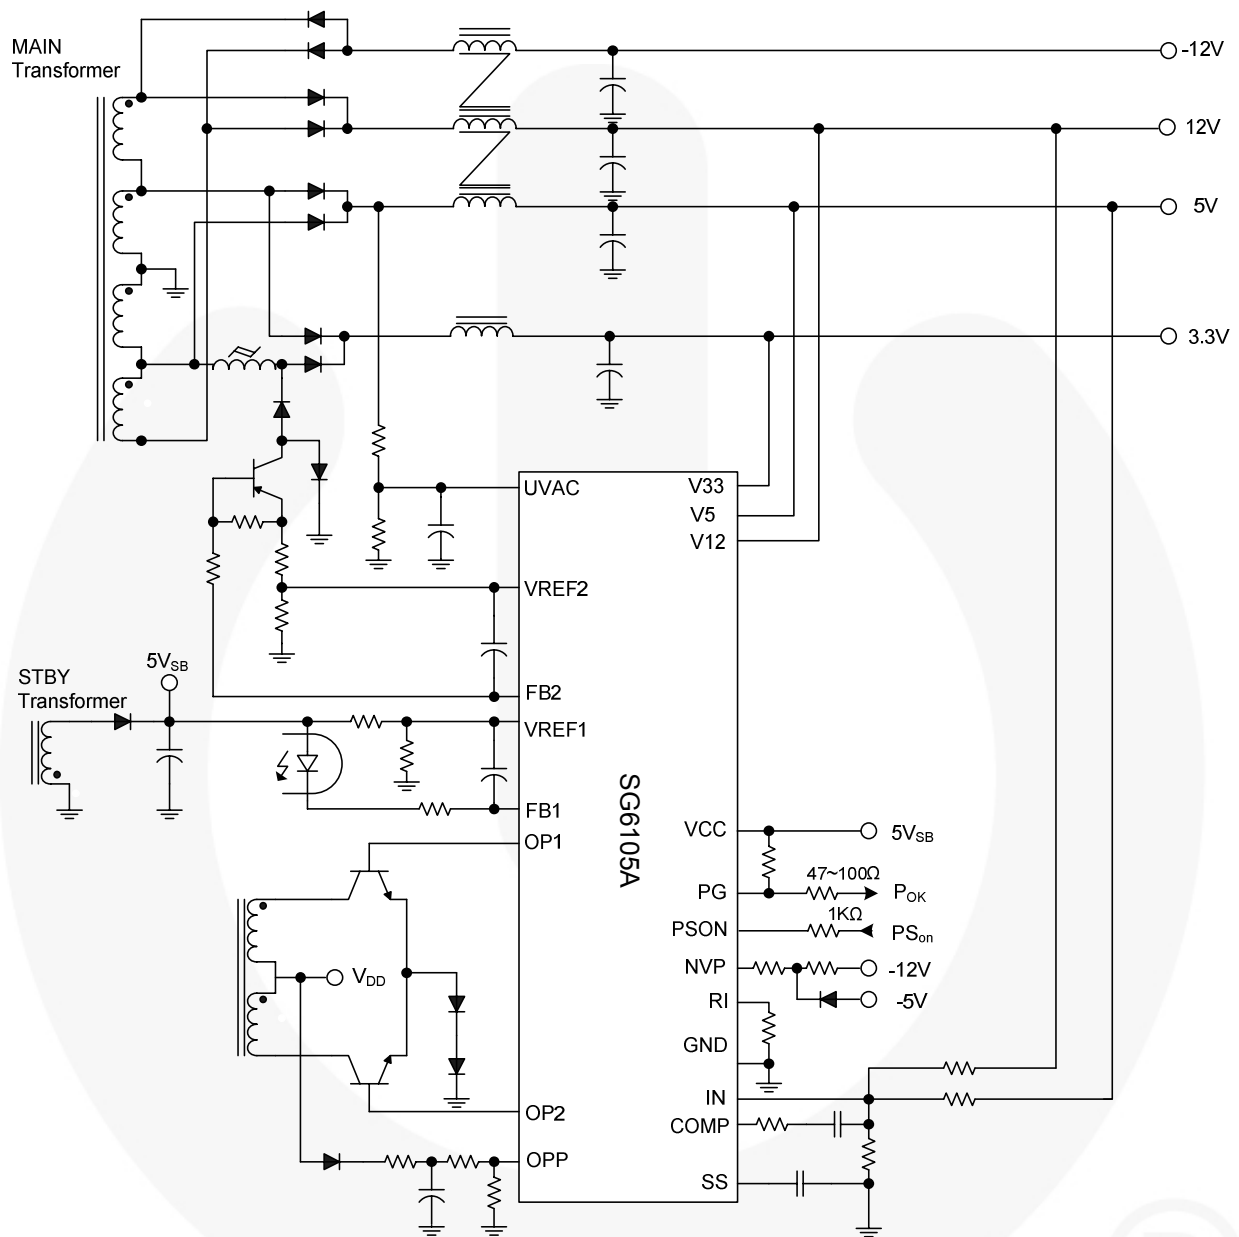 MAIN
Transformer
-12V
12V
5V
3.3V
UVAC
V33
V5
V12
VREF2
5VSB
STBY
Transformer
FB2
VREF1
FB1
OP1
SG6105A
VCC
5VSB
47~100Ω
PG
POK
1KΩ
PSON
PSon
NVP
-12V
VDD
RI
-5V
GND
IN
OP2
COMP
OPP
SS